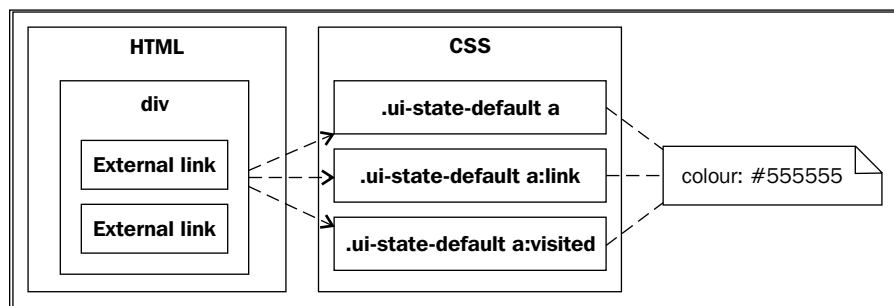 HTML
div
External link
External link
CSS
.ui-state-default a
.ui-state-default a:link
.ui-state-default a:visited
colour: #555555